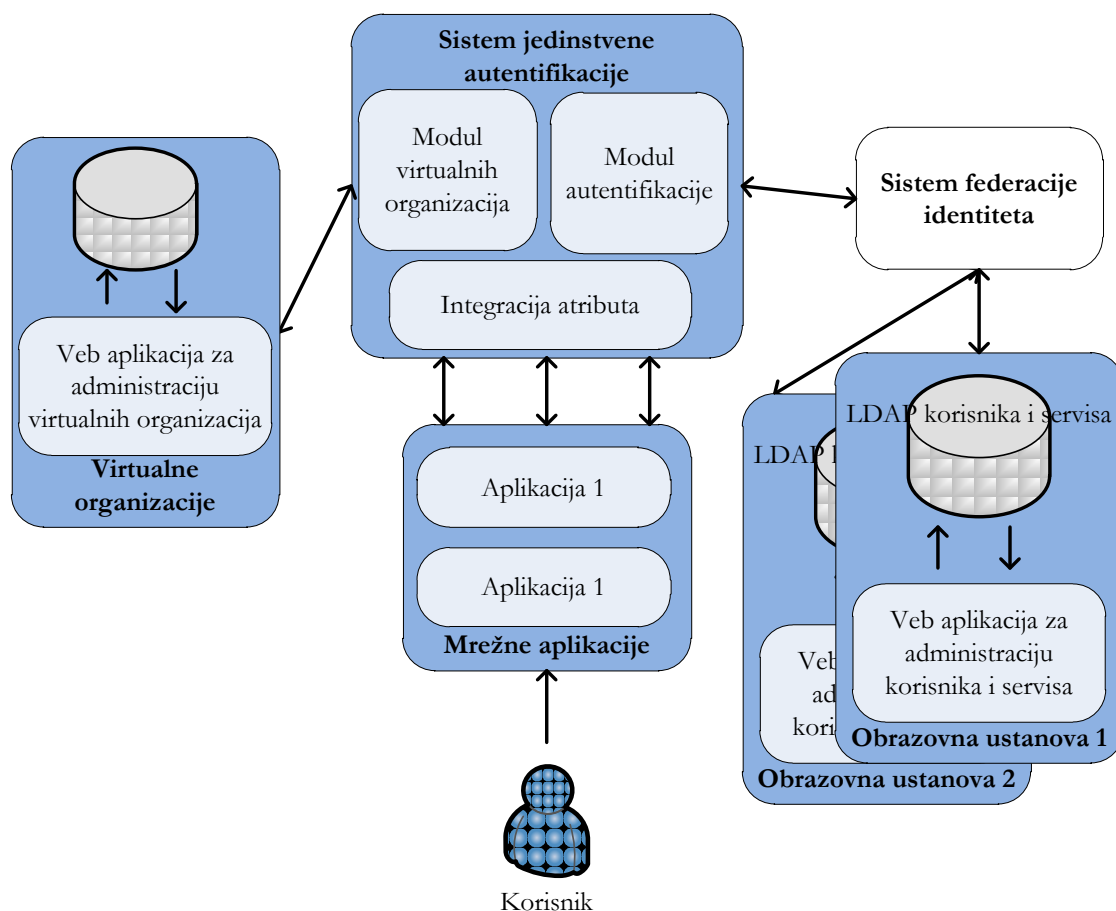 Sistem jedinstvene
autentifikacije
Modul
virtualnih
organizacija
Modul
autentifikacije
Integracija atributa
Sistem federacije
identiteta
Veb aplikacija za
administraciju
virtualnih organizacija
Virtualne
organizacije
Aplikacija 1
Aplikacija 1
Mrežne aplikacije
LDAP korisnika i servisa
Veb aplikacija za
administraciju
korisnika i servisa
Obrazovna ustanova 1
LDAP
Veb
Obrazovna ustanova 2
Korisnik